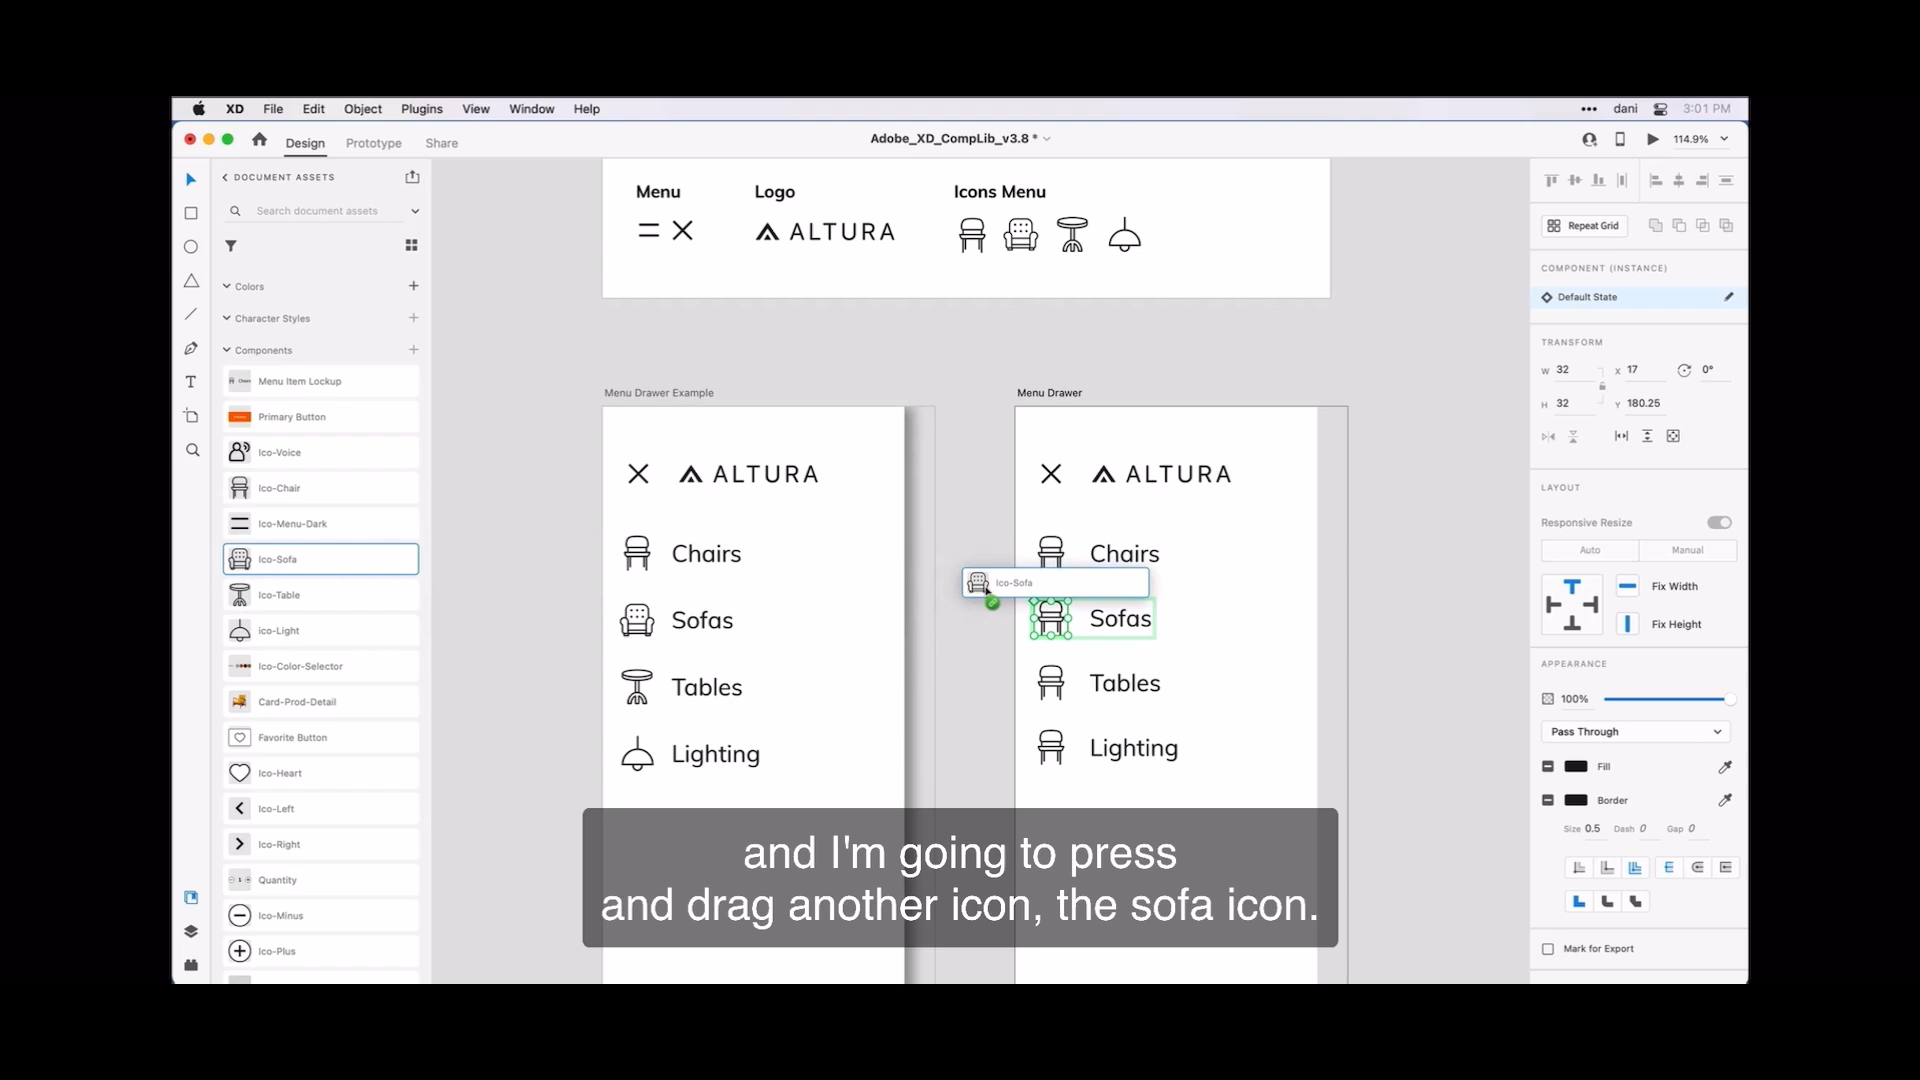 XD File Edit Object Plugins View Window Help
••• dani 3:01 PM
Design Prototype Share
Adobe_XD_CompLib_v3.8 *
114.9%
DOCUMENT ASSETS
Search document assets
Colors
Character Styles
Components
Menu Item Lockup
Primary Button
Ico-Voice
Ico-Chair
Ico-Menu-Dark
Ico-Sofa
Ico-Table
ico-Light
Ico-Color-Selector
Card-Prod-Detail
Favorite Button
Ico-Heart
Ico-Left
Ico-Right
Quantity
Ico-Minus
Ico-Plus
Menu Logo Icons Menu
ALTURA
Menu Drawer Example
ALTURA
Chairs
Sofas
Tables
Lighting
Menu Drawer
ALTURA
Chairs
Ico-Sofa
Sofas
Tables
Lighting
and I'm going to press
and drag another icon, the sofa icon.
Repeat Grid
COMPONENT (INSTANCE)
Default State
TRANSFORM
W 32 X 17 0°
H 32 Y 180.25
LAYOUT
Responsive Resize
Auto Manual
Fix Width
Fix Height
APPEARANCE
100%
Pass Through
Fill
Border
Size 0.5 Dash 0 Gap 0
Mark for Export